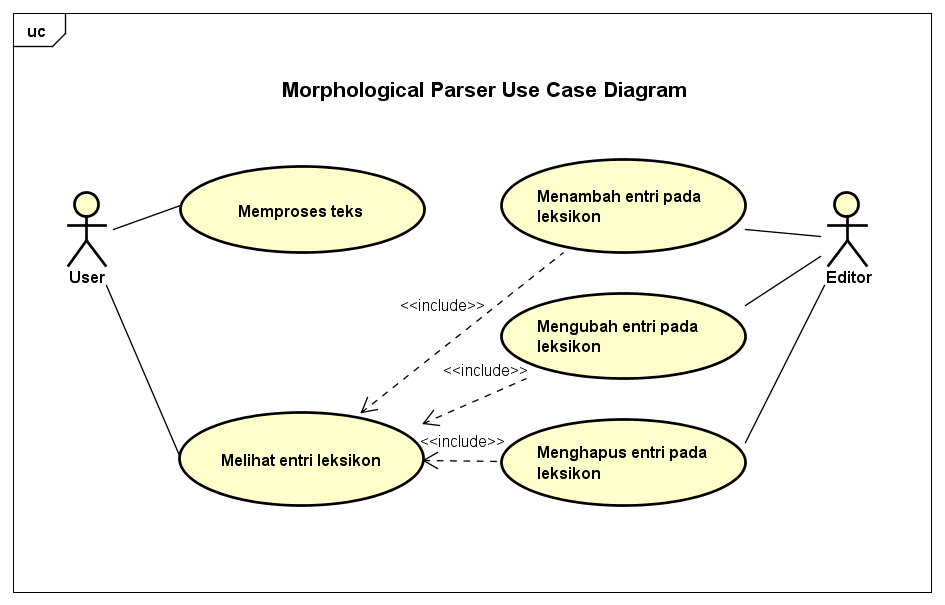 uc
Morphological Parser Use Case Diagram
Memproses teks
Menambah entri pada
leksikon
User
Editor
<<include>>
Mengubah entri pada
leksikon
<<include>>
<<include>>
Melihat entri leksikon
Menghapus entri pada
leksikon